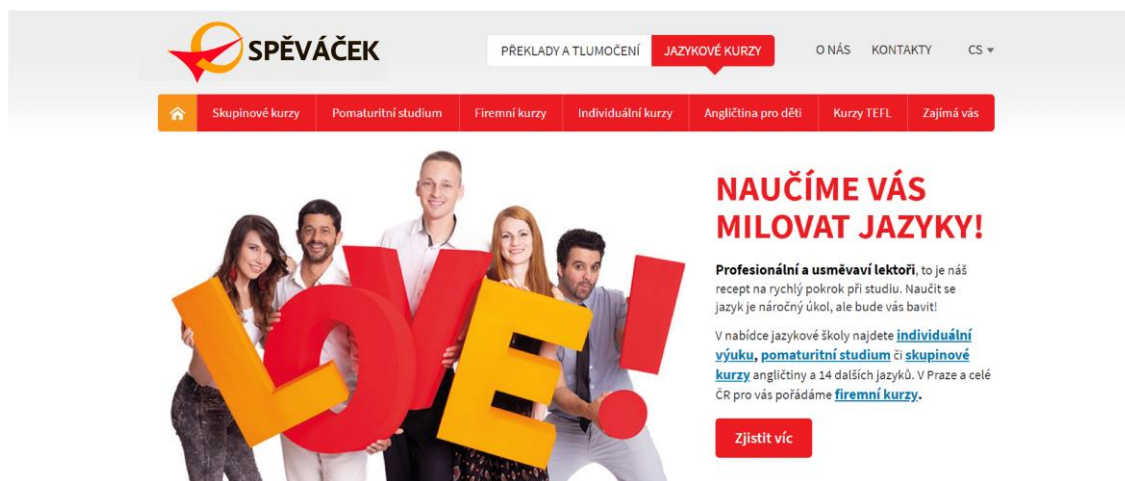 SPĚVÁČEK
PŘEKLADY A TLUMOČENÍ JAZYKOVÉ KURZY O NÁS KONTAKTY CS
Skupinové kurzy Pomaturitní studium Firemní kurzy Individuální kurzy Angličtina pro děti Kurzy TEFL Zajímá vás
LOVE!
NAUČÍME VÁS
MILOVAT JAZYKY!
Profesionální a usměvaví lektoři, to je náš
recept na rychlý pokrok při studiu. Naučit se
jazyk je náročný úkol, ale bude vás bavit!
V nabídce jazykové školy najdete individuální
výuku, pomaturitní studium či skupinové
kurzy angličtiny a 14 dalších jazyků. V Praze a celé
ČR pro vás pořádáme firemní kurzy.
Zjistit víc